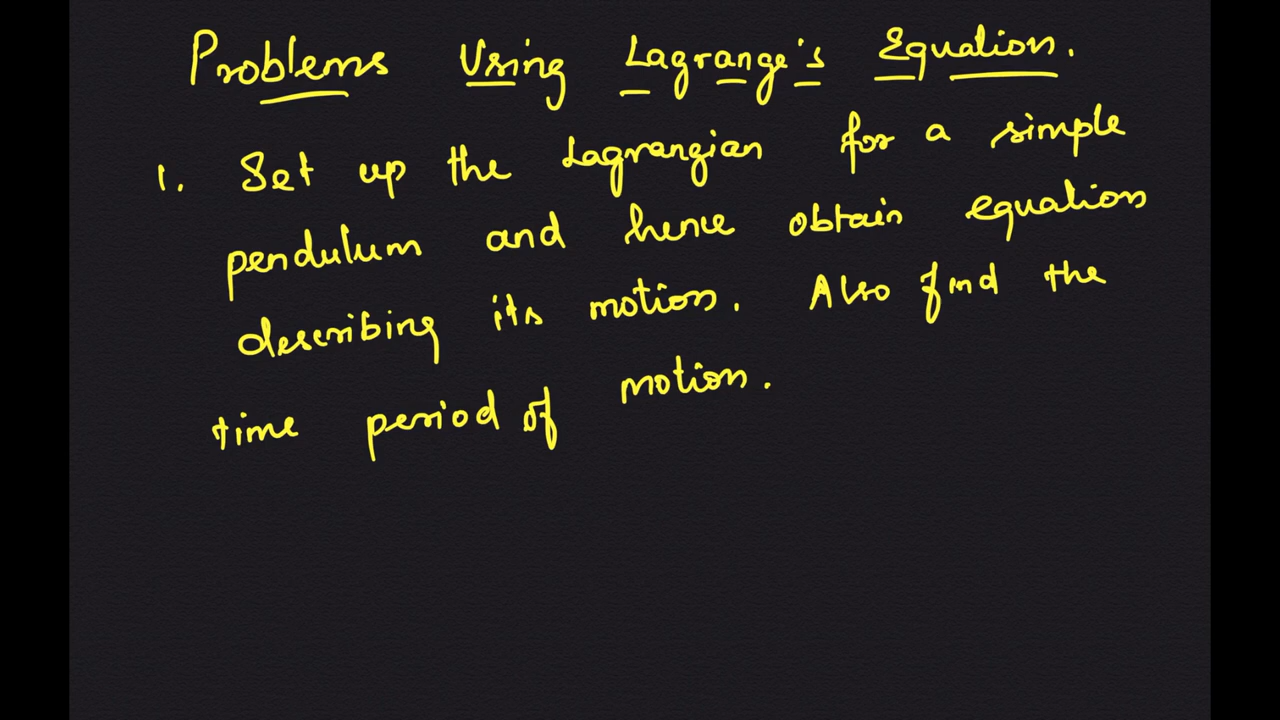 Problems Using Lagrange's Equation.
1. Set up the Lagrangian for a simple
pendulum and hence obtain equation
describing its motion. Also find the
time period of motion.